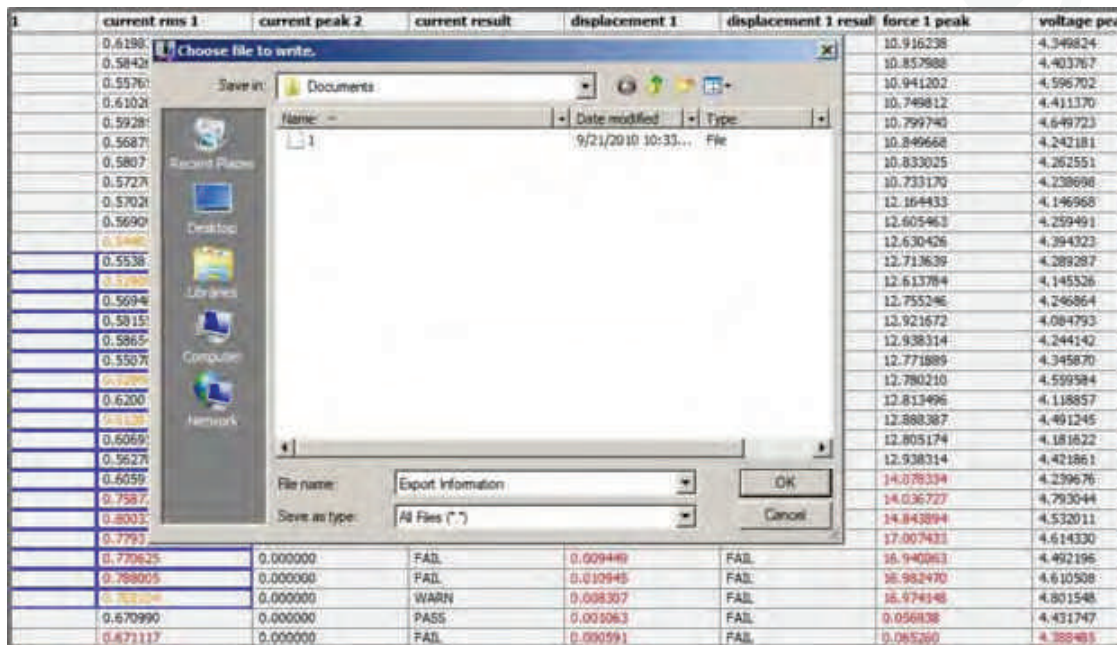 1 current rms 1 current peak 2 current result displacement 1 displacement 1 result force 1 peak voltage pea
0.6198 Choose file to write. 10.916238 4.349824
0.5842 10.857988 4.403767
0.5576 Save in: Documents 10.941202 4.596702
0.6102 10.749812 4.411370
0.5928 Name Date modified Type 10.799740 4.649723
0.5687 1 9/21/2010 10:33... File 10.849668 4.242181
0.5807 Recent Places 10.833025 4.262551
0.5727 10.733170 4.238698
0.5702 12.164433 4.146968
0.5690 Desktop 12.605463 4.259491
12.630426 4.394323
0.5538 12.713639 4.289287
12.613784 4.145526
0.5694 Libraries 12.755246 4.246864
0.5815 12.921672 4.084793
0.5865 12.938314 4.244142
0.5507 Computer 12.771889 4.345870
12.780210 4.559584
0.6200 12.813496 4.118857
Network 12.888387 4.491245
0.6069 12.805174 4.181622
0.5627 12.938314 4.421861
0.6059 File name: Export Information OK 14.078334 4.239676
0.7587 14.036727 4.793044
0.8003 Save as type: All Files (*.*) Cancel 14.843894 4.532011
0.7793 17.007433 4.614330
0.770625 0.000000 FAIL 0.009449 FAIL 16.940863 4.492196
0.788005 0.000000 FAIL 0.010945 FAIL 16.982470 4.610508
0.000000 WARN 0.008307 FAIL 16.974148 4.801548
0.670990 0.000000 PASS 0.001063 FAIL 0.056938 4.431747
0.671117 0.000000 FAIL 0.000591 FAIL 0.065260 4.388485